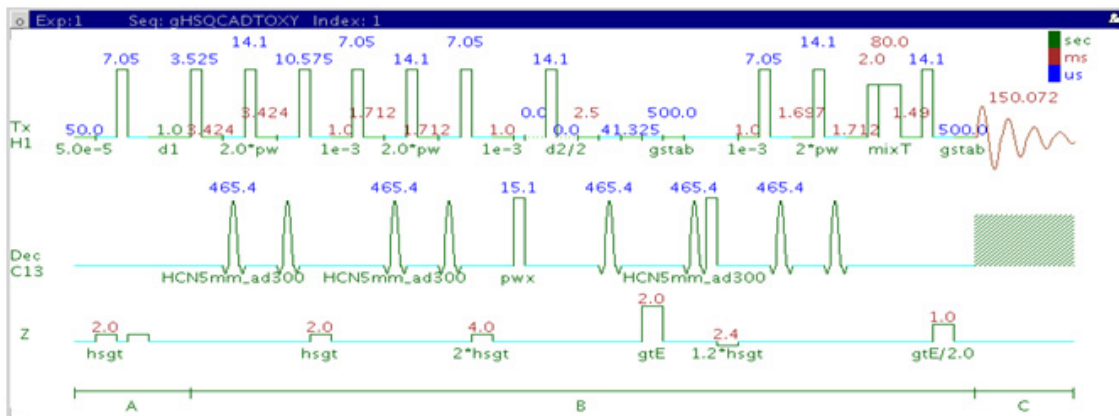 Exp:1 Seq: gHSQCADTOXY Index: 1
sec
ms
us
14.1 7.05 7.05 14.1 80.0
7.05 3.525 10.575 14.1 14.1 7.05 2.0 14.1
150.072
3.424 1.712 0.0 2.5 500.0 1.697 1.49
50.0 1.0 3.424 1.0 1.712 1.0 0.0 41.325 1.0 1.712 500.0
Tx
H1
5.0e-5 d1 2.0*pw 1e-3 2.0*pw 1e-3 d2/2 gstab 1e-3 2*pw mixT gstab
465.4 465.4 15.1 465.4 465.4 465.4
Dec
C13
HCN5mm_ad300 HCN5mm_ad300 pwx HCN5mm_ad300
2.0 2.0 4.0 2.0 2.4 1.0
Z
hsgt hsgt 2*hsgt gtE 1.2*hsgt gtE/2.0
A B C